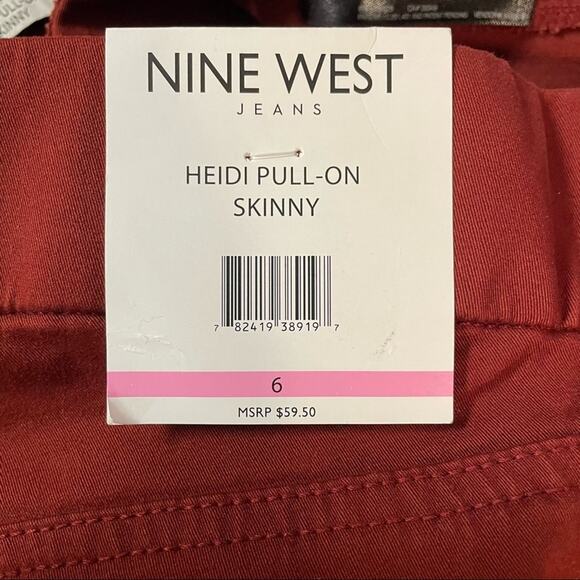 NINE WEST
JEANS
HEIDI PULL-ON
SKINNY
7 82419 38919 7
6
MSRP $59.50